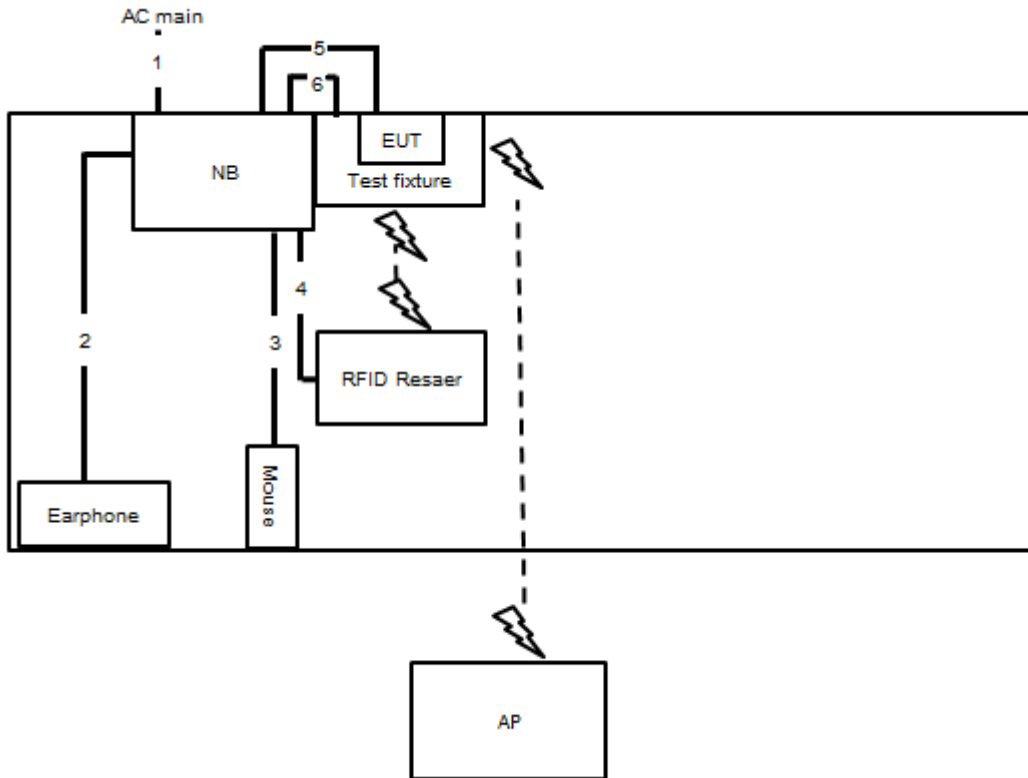 AC main
1
5
6
EUT
NB
Test fixture
4
2
3
RFID Resaer
Mouse
Earphone
AP